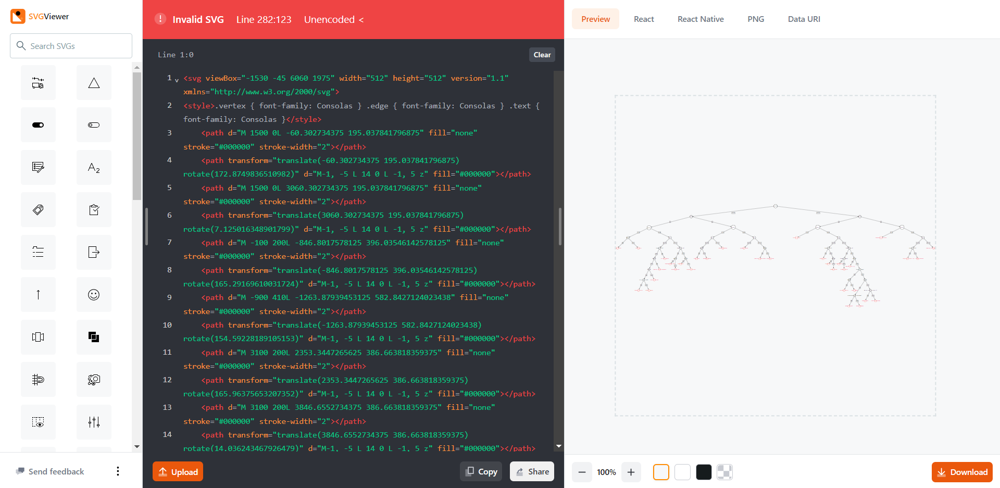 SVGViewer
Search SVGs
Send feedback
Invalid SVG Line 282:123 Unencoded <
Line 1:0
Clear
1 <svg viewBox="-1530 -45 6060 1975" width="512" height="512" version="1.1"
xmlns="http://www.w3.org/2000/svg">
2 <style>.vertex { font-family: Consolas } .edge { font-family: Consolas } .text {
font-family: Consolas }</style>
3 <path d="M 1500 0L -60.302734375 195.037841796875" fill="none"
stroke="#000000" stroke-width="2"></path>
4 <path transform="translate(-60.302734375 195.037841796875)
rotate(172.8749836510982)" d="M-1, -5 L 14 0 L -1, 5 z" fill="#000000"></path>
5 <path d="M 1500 0L 3060.302734375 195.037841796875" fill="none"
stroke="#000000" stroke-width="2"></path>
6 <path transform="translate(3060.302734375 195.037841796875)
rotate(7.125016348901799)" d="M-1, -5 L 14 0 L -1, 5 z" fill="#000000"></path>
7 <path d="M -100 200L -846.8017578125 396.03546142578125" fill="none"
stroke="#000000" stroke-width="2"></path>
8 <path transform="translate(-846.8017578125 396.03546142578125)
rotate(165.29169610031724)" d="M-1, -5 L 14 0 L -1, 5 z" fill="#000000"></path>
9 <path d="M -900 410L -1263.87939453125 582.8427124023438" fill="none"
stroke="#000000" stroke-width="2"></path>
10 <path transform="translate(-1263.87939453125 582.8427124023438)
rotate(154.59228189105153)" d="M-1, -5 L 14 0 L -1, 5 z" fill="#000000"></path>
11 <path d="M 3100 200L 2353.3447265625 386.663818359375" fill="none"
stroke="#000000" stroke-width="2"></path>
12 <path transform="translate(2353.3447265625 386.663818359375)
rotate(165.96375653207352)" d="M-1, -5 L 14 0 L -1, 5 z" fill="#000000"></path>
13 <path d="M 3100 200L 3846.6552734375 386.663818359375" fill="none"
stroke="#000000" stroke-width="2"></path>
14 <path transform="translate(3846.6552734375 386.663818359375)
rotate(14.036243467926479)" d="M-1, -5 L 14 0 L -1, 5 z" fill="#000000"></path>
Upload
Copy
Share
Preview React React Native PNG Data URI
100%
Download